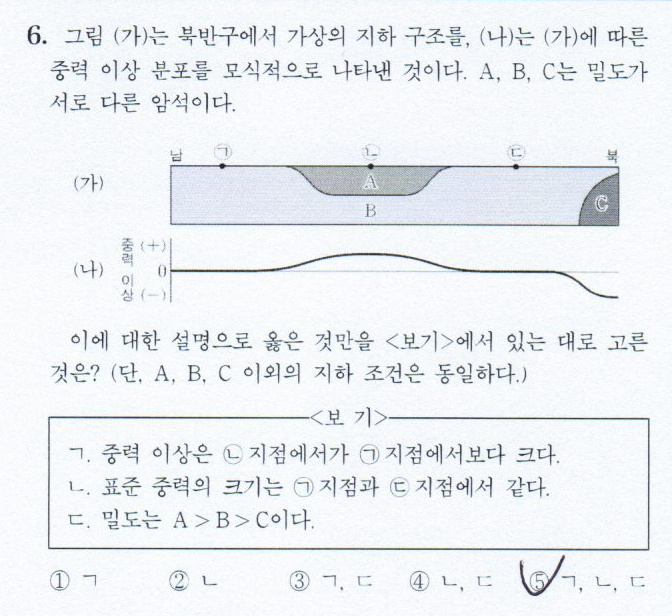 6. 그림 (가)는 북반구에서 가상의 지하 구조를, (나)는 (가)에 따른
중력 이상 분포를 모식적으로 나타낸 것이다. A, B, C는 밀도가
서로 다른 암석이다.
남 ㉠ ㉡ ㉢ 북
(가) A
B C
(나) 중력 이상 (+) 0 (−)
이에 대한 설명으로 옳은 것만을 <보기>에서 있는 대로 고른
것은? (단, A, B, C 이외의 지하 조건은 동일하다.)
<보 기>
ㄱ. 중력 이상은 ㉡지점에서가 ㉠지점에서보다 크다.
ㄴ. 표준 중력의 크기는 ㉠지점과 ㉢지점에서 같다.
ㄷ. 밀도는 A>B>C이다.
① ㄱ ② ㄴ ③ ㄱ, ㄷ ④ ㄴ, ㄷ ⑤ ㄱ, ㄴ, ㄷ